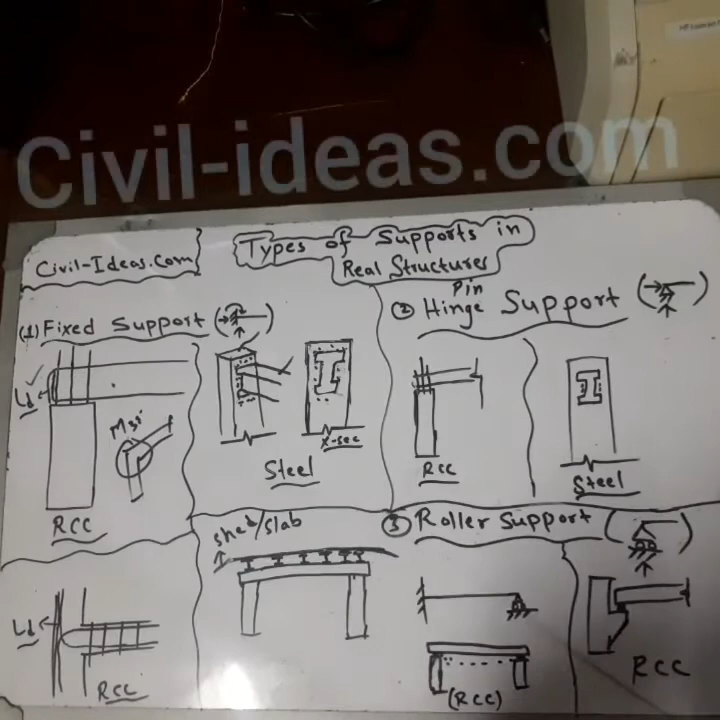 Civil-ideas.com
Civil-Ideas.Com
Types of Supports in
Real Structures
(1) Fixed Support
Ld
RCC
Steel
X-sec
Pin
② Hinge Support
RCC
Steel
Ld
RCC
shed/slab
③ Roller Support
(RCC)
RCC